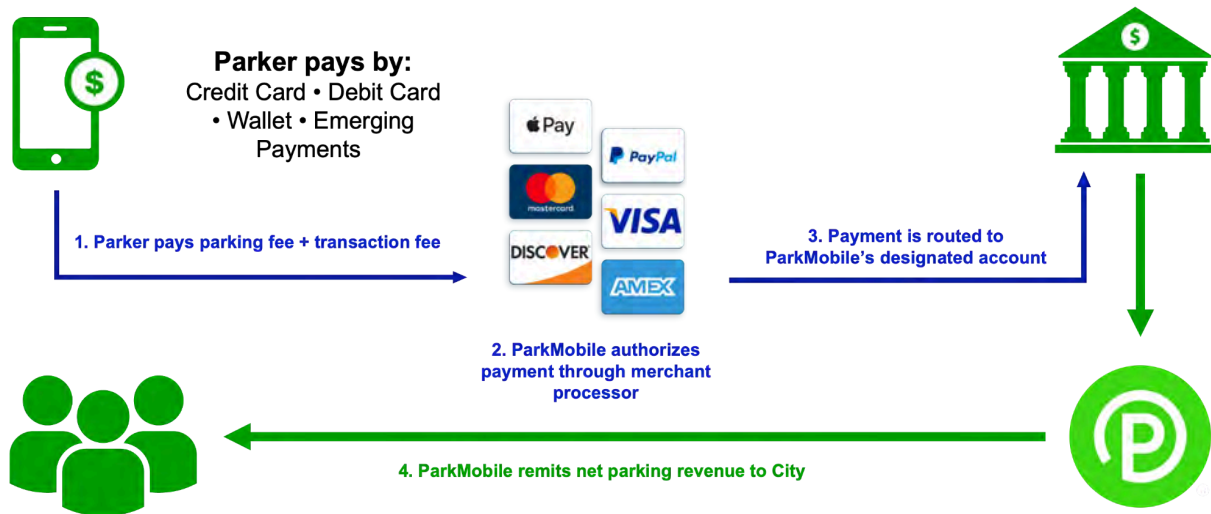 Parker pays by:
Credit Card • Debit Card
• Wallet • Emerging
Payments
$
$
Pay
PayPal
mastercard
VISA
DISCOVER
AMEX
1. Parker pays parking fee + transaction fee
2. ParkMobile authorizes
payment through merchant
processor
3. Payment is routed to
ParkMobile’s designated account
P
4. ParkMobile remits net parking revenue to City